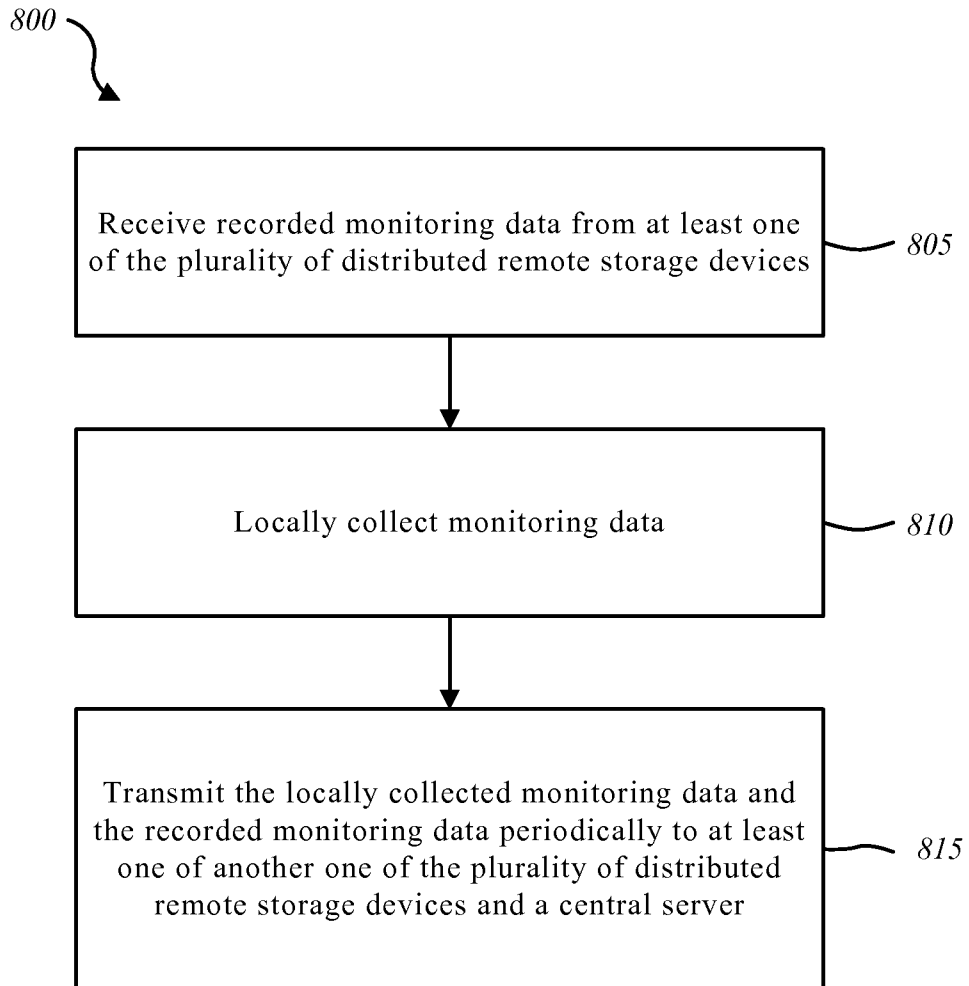 800
Receive recorded monitoring data from at least one
of the plurality of distributed remote storage devices
805
Locally collect monitoring data
810
Transmit the locally collected monitoring data and
the recorded monitoring data periodically to at least
one of another one of the plurality of distributed
remote storage devices and a central server
815